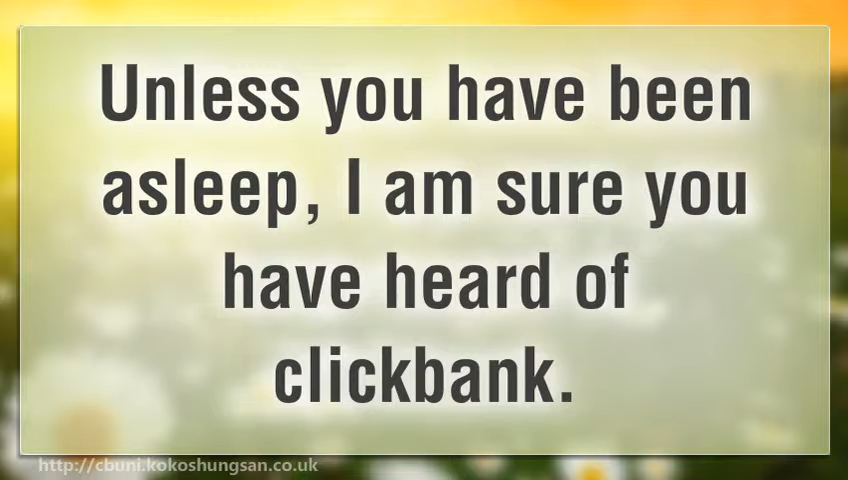 Unless you have been
asleep, I am sure you
have heard of
clickbank.
http://cbuni.kokoshungsan.co.uk